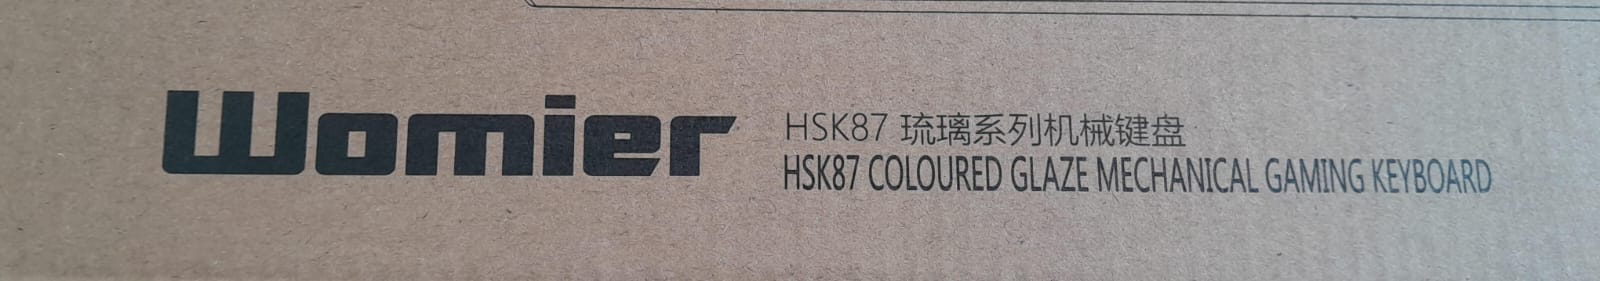 Womier
HSK87 琉璃系列机械键盘
HSK87 COLOURED GLAZE MECHANICAL GAMING KEYBOARD